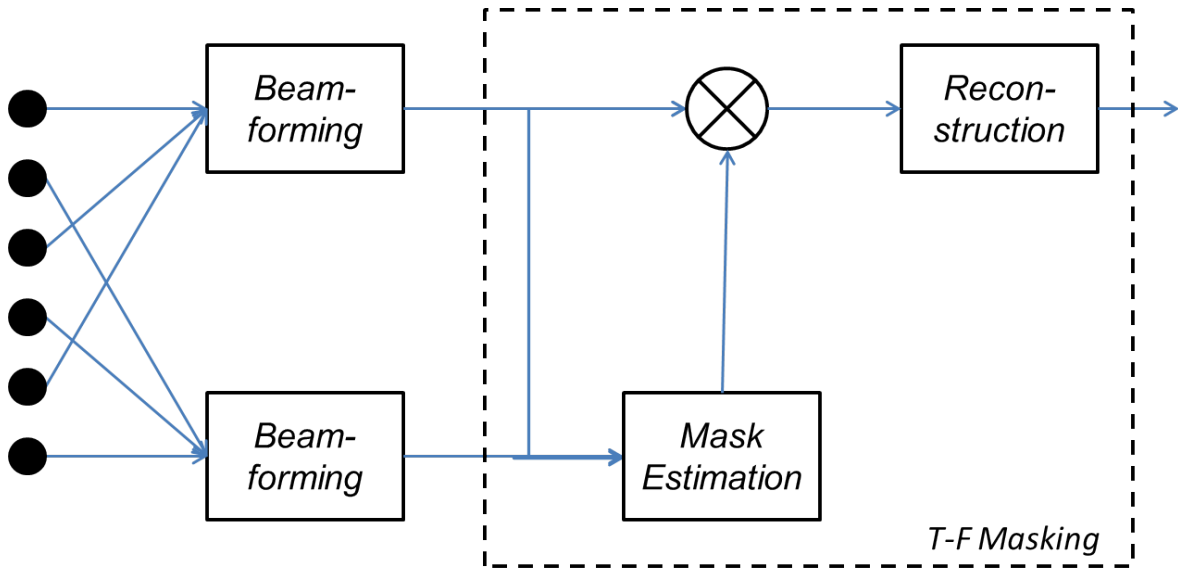 Beam-
forming
Recon-
struction
Beam-
forming
Mask
Estimation
T-F Masking